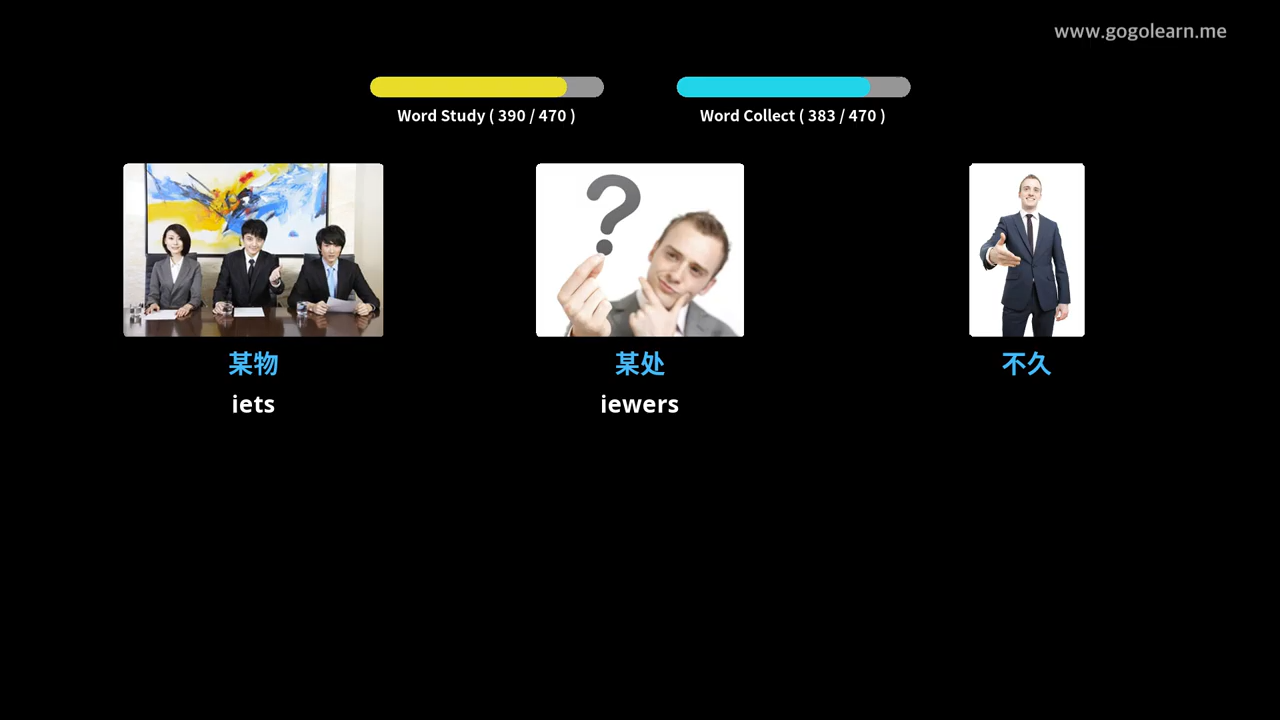 www.gogolearn.me
Word Study ( 390 / 470 )
Word Collect ( 383 / 470 )
某物
某处
不久
iets
iewers